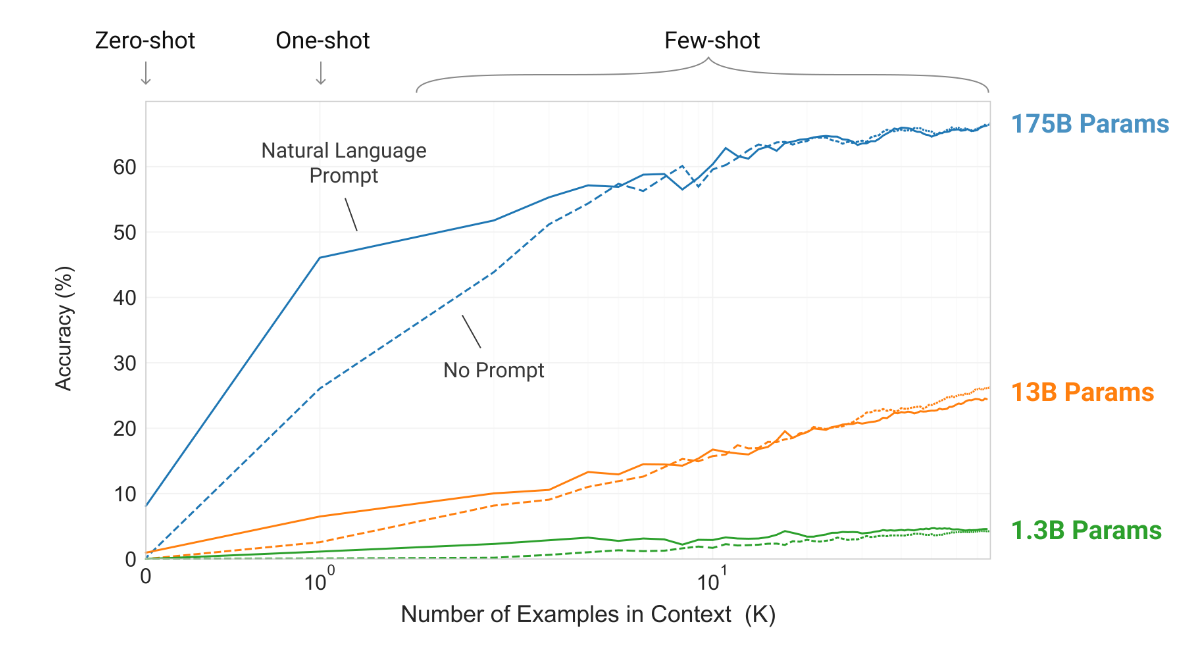 Zero-shot
One-shot
Few-shot
175B Params
Natural Language
Prompt
60
50
40
No Prompt
30
13B Params
20
10
1.3B Params
0
0
10^0
10^1
Accuracy (%)
Number of Examples in Context (K)